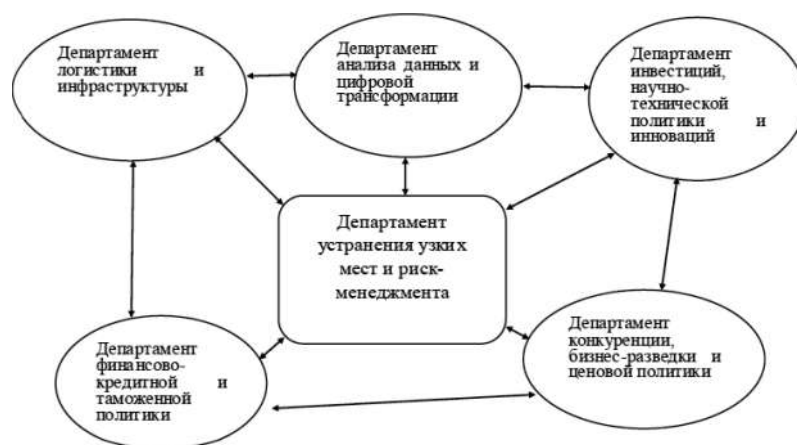 Департамент
логистики и
инфраструктуры
Департамент
анализа данных и
цифровой
трансформации
Департамент
инвестиций,
научно-
технической
политики и
инноваций
Департамент
устранения узких
мест и риск-
менеджмента
Департамент
финансово-
кредитной и
таможенной
политики
Департамент
конкуренции,
бизнес-разведки и
ценовой политики